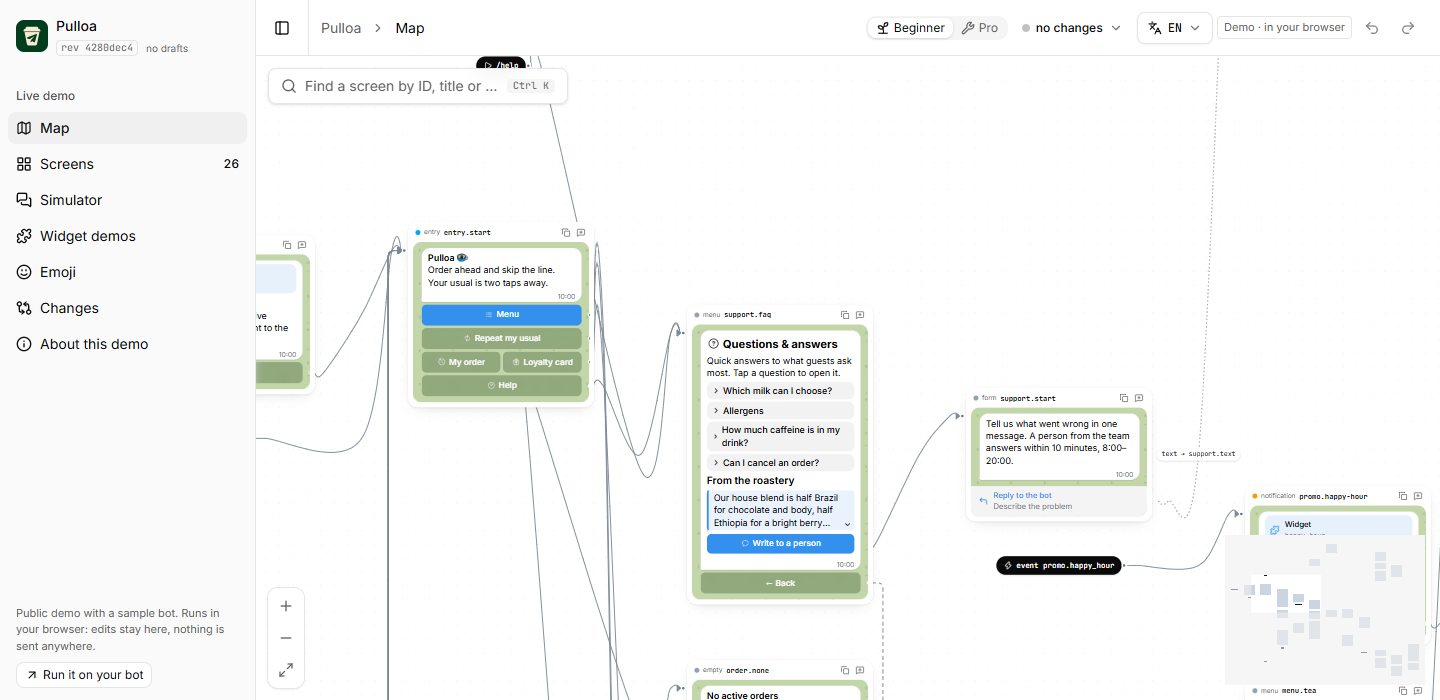 Pulloa
rev 4280dec4
no drafts
Pulloa
Map
Beginner
Pro
no changes
EN
Demo · in your browser
Live demo
Map
Screens
26
Simulator
Widget demos
Emoji
Changes
About this demo
Public demo with a sample bot. Runs in
your browser: edits stay here, nothing is
sent anywhere.
Run it on your bot
/help
Find a screen by ID, title or ...
Ctrl K
10:00
entry entry.start
Pulloa
Order ahead and skip the line.
Your usual is two taps away.
10:00
Menu
Repeat my usual
My order
Loyalty card
Help
menu support.faq
Questions & answers
Quick answers to what guests ask
most. Tap a question to open it.
Which milk can I choose?
Allergens
How much caffeine is in my
drink?
Can I cancel an order?
From the roastery
Our house blend is half Brazil
for chocolate and body, half
Ethiopia for a bright berry...
Write to a person
10:00
← Back
empty order.none
No active orders
form support.start
Tell us what went wrong in one
message. A person from the team
answers within 10 minutes, 8:00–
20:00.
10:00
Reply to the bot
Describe the problem
text → support.text
event promo.happy_hour
notification promo.happy-hour
Widget
menu menu.tea